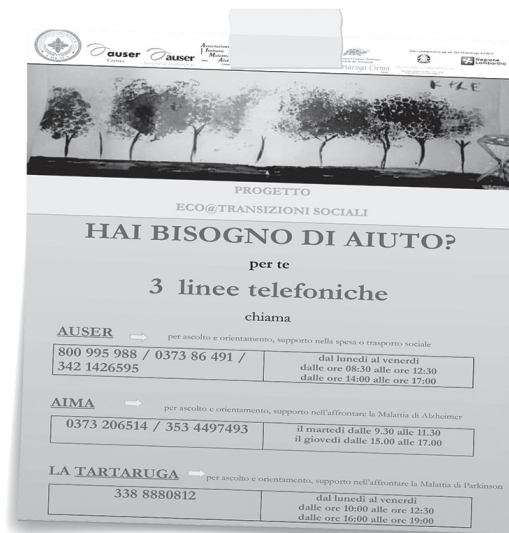 auser
Crema
auser
Associazione
Italiana
Regione
Lombardia
PROGETTO
ECO@TRANSIZIONI SOCIALI
HAI BISOGNO DI AIUTO?
per te
3 linee telefoniche
chiama
AUSER per ascolto e orientamento, supporto nella spesa o trasporto sociale
800 995 988 / 0373 86 491 /
342 1426595
dal lunedì al venerdì
dalle ore 08:30 alle ore 12:30
dalle ore 14:00 alle ore 17:00
AIMA per ascolto e orientamento, supporto nell'affrontare la Malattia di Alzheimer
0373 206514 / 353 4497493
il martedì dalle 9.30 alle 11.30
il giovedì dalle 15.00 alle 17.00
LA TARTARUGA per ascolto e orientamento, supporto nell'affrontare la Malattia di Parkinson
338 8880812
dal lunedì al venerdì
dalle ore 10:00 alle ore 12:30
dalle ore 16:00 alle ore 19:00